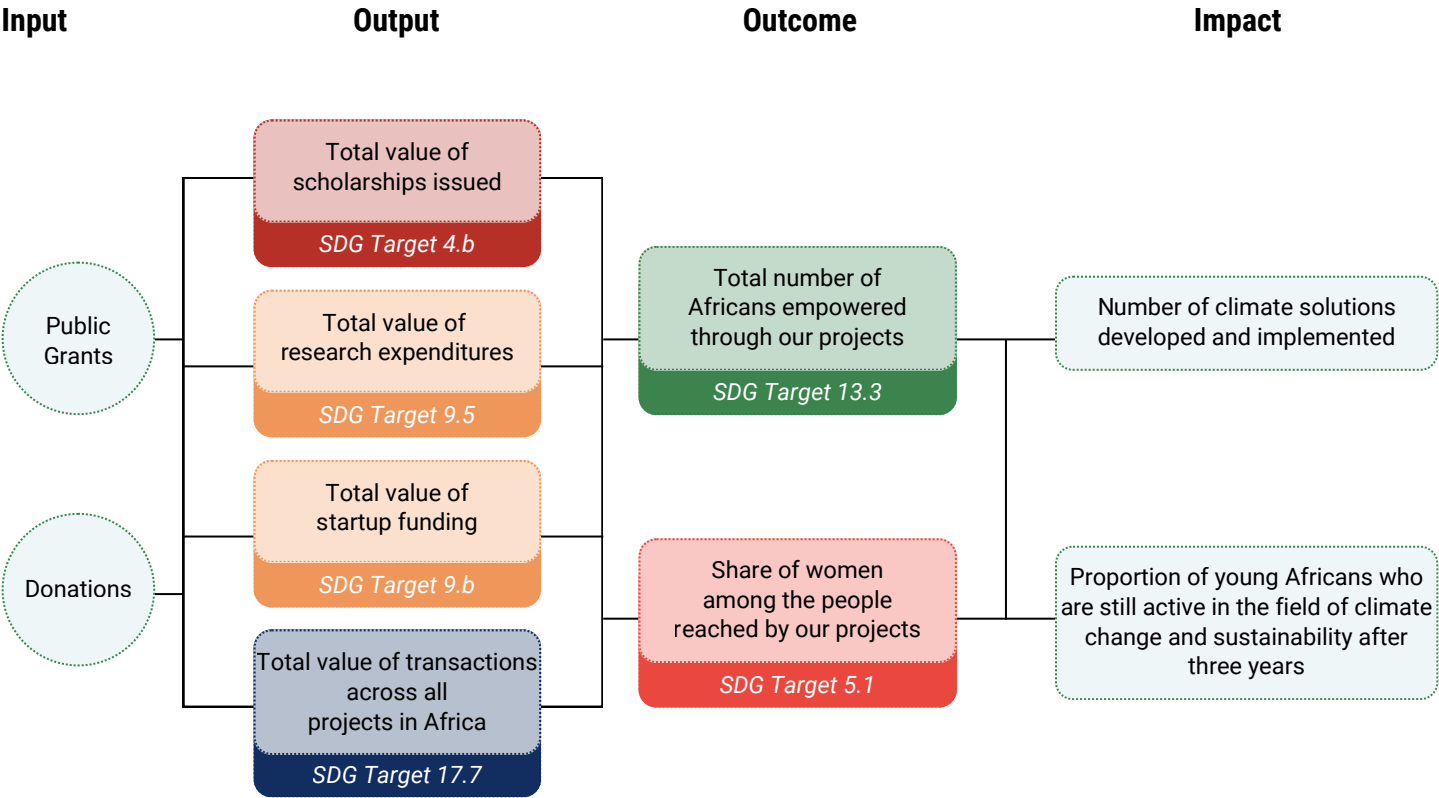 Input
Output
Outcome
Impact
Public
Grants
Donations
Total value of
scholarships issued
SDG Target 4.b
Total value of
research expenditures
SDG Target 9.5
Total value of
startup funding
SDG Target 9.b
Total value of transactions
across all
projects in Africa
SDG Target 17.7
Total number of
Africans empowered
through our projects
SDG Target 13.3
Share of women
among the people
reached by our projects
SDG Target 5.1
Number of climate solutions
developed and implemented
Proportion of young Africans who
are still active in the field of climate
change and sustainability after
three years